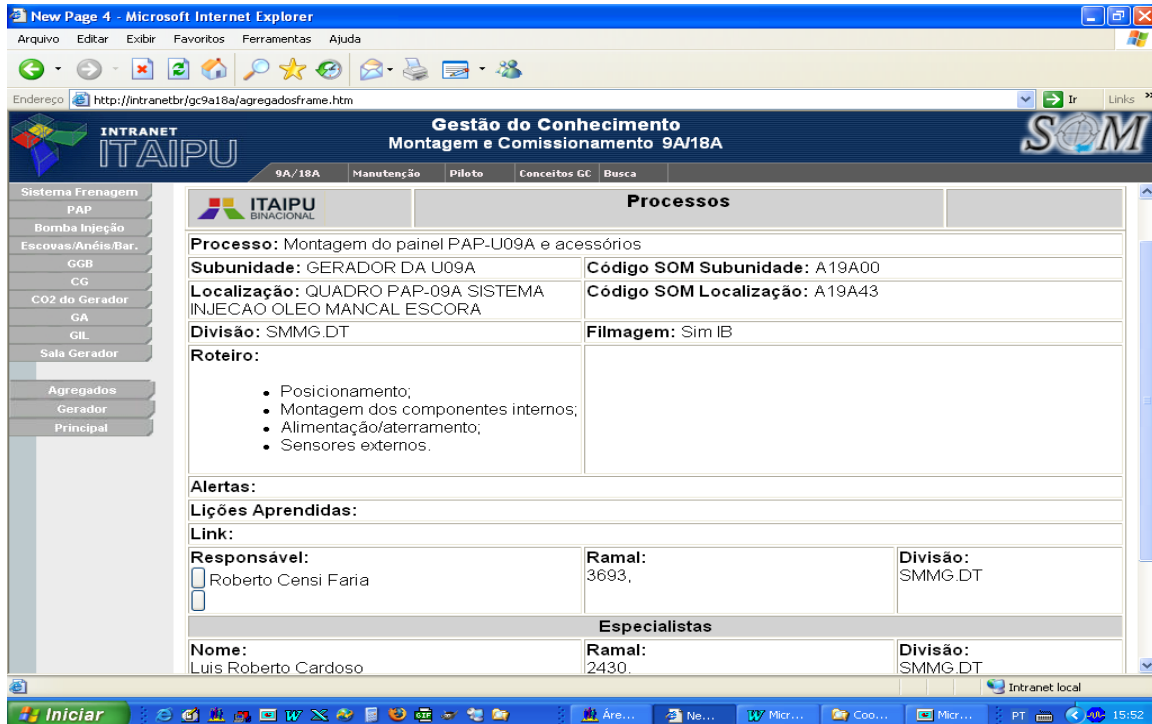 New Page 4 - Microsoft Internet Explorer
Arquivo Editar Exibir Favoritos Ferramentas Ajuda
Endereço http://intranetbr/gc9a18a/agregadosframe.htm Ir Links »
INTRANET
ITAIPU
Gestão do Conhecimento
Montagem e Comissionamento 9A/18A
SOM
9A/18A Manutenção Piloto Conceitos GC Busca
Sistema Frenagem
PAP
Bomba Injeção
Escovas/Anéis/Bar.
GGB
CG
CO2 do Gerador
GA
GIL
Sala Gerador
Agregados
Gerador
Principal
ITAIPU
BINACIONAL
Processos
Processo: Montagem do painel PAP-U09A e acessórios
Subunidade: GERADOR DA U09A Código SOM Subunidade: A19A00
Localização: QUADRO PAP-09A SISTEMA
INJECAO OLEO MANCAL ESCORA
Código SOM Localização: A19A43
Divisão: SMMG.DT Filmagem: Sim IB
Roteiro:
• Posicionamento;
• Montagem dos componentes internos;
• Alimentação/aterramento;
• Sensores externos.
Alertas:
Lições Aprendidas:
Link:
Responsável: Ramal: Divisão:
Roberto Censi Faria 3693, SMMG.DT
Especialistas
Nome: Ramal: Divisão:
Luis Roberto Cardoso 2430. SMMG.DT
Intranet local
Iniciar W GIF Áre... Ne... Micr... Coo... Micr... PT 15:52